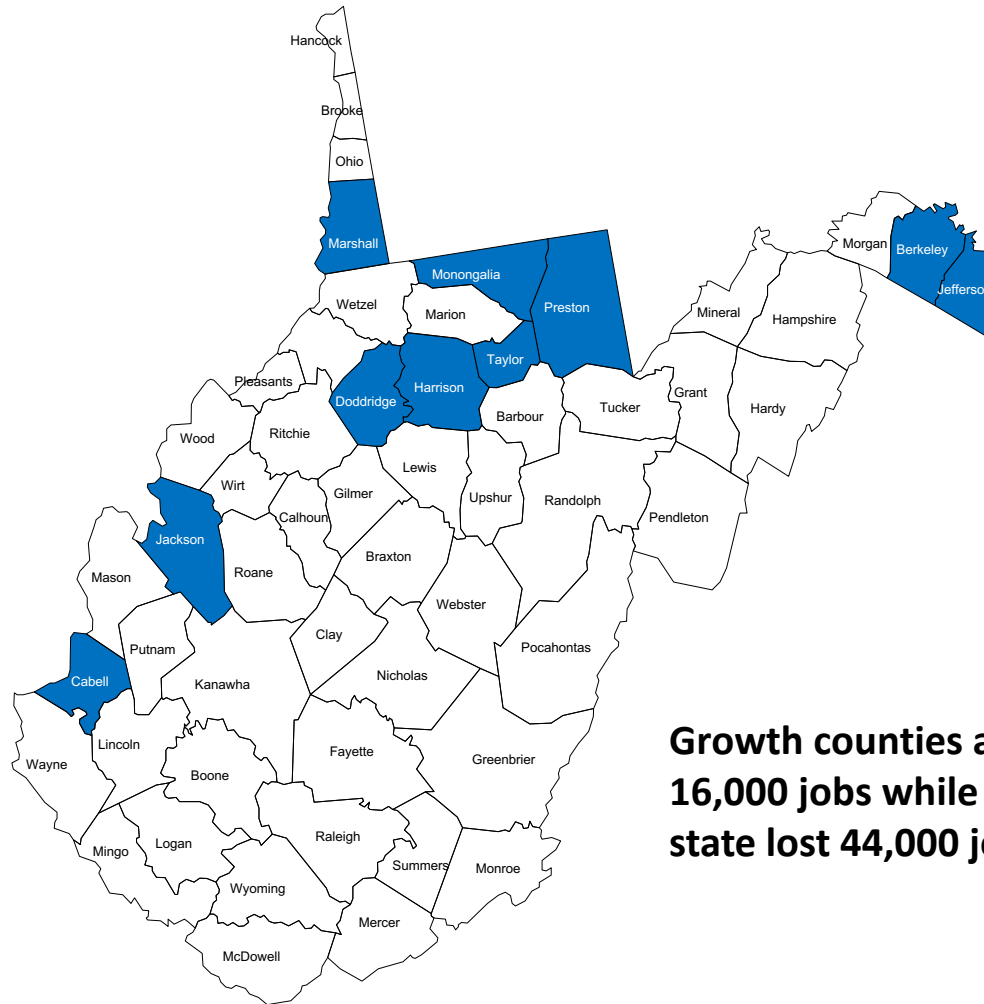 Hancock
Brooke
Ohio
Marshall
Morgan
Berkeley
Jefferso
Monongalia
Wetzel
Marion
Preston
Mineral
Hampshire
Taylor
Pleasants
Doddridge
Harrison
Barbour
Tucker
Grant
Hardy
Wood
Ritchie
Lewis
Wirt
Gilmer
Upshur
Randolph
Calhoun
Pendleton
Jackson
Braxton
Mason
Roane
Webster
Clay
Putnam
Pocahontas
Nicholas
Cabell
Kanawha
Lincoln
Fayette
Greenbrier
Wayne
Boone
Growth counties a
16,000 jobs while
state lost 44,000 jo
Raleigh
Logan
Mingo
Summers
Monroe
Wyoming
Mercer
McDowell